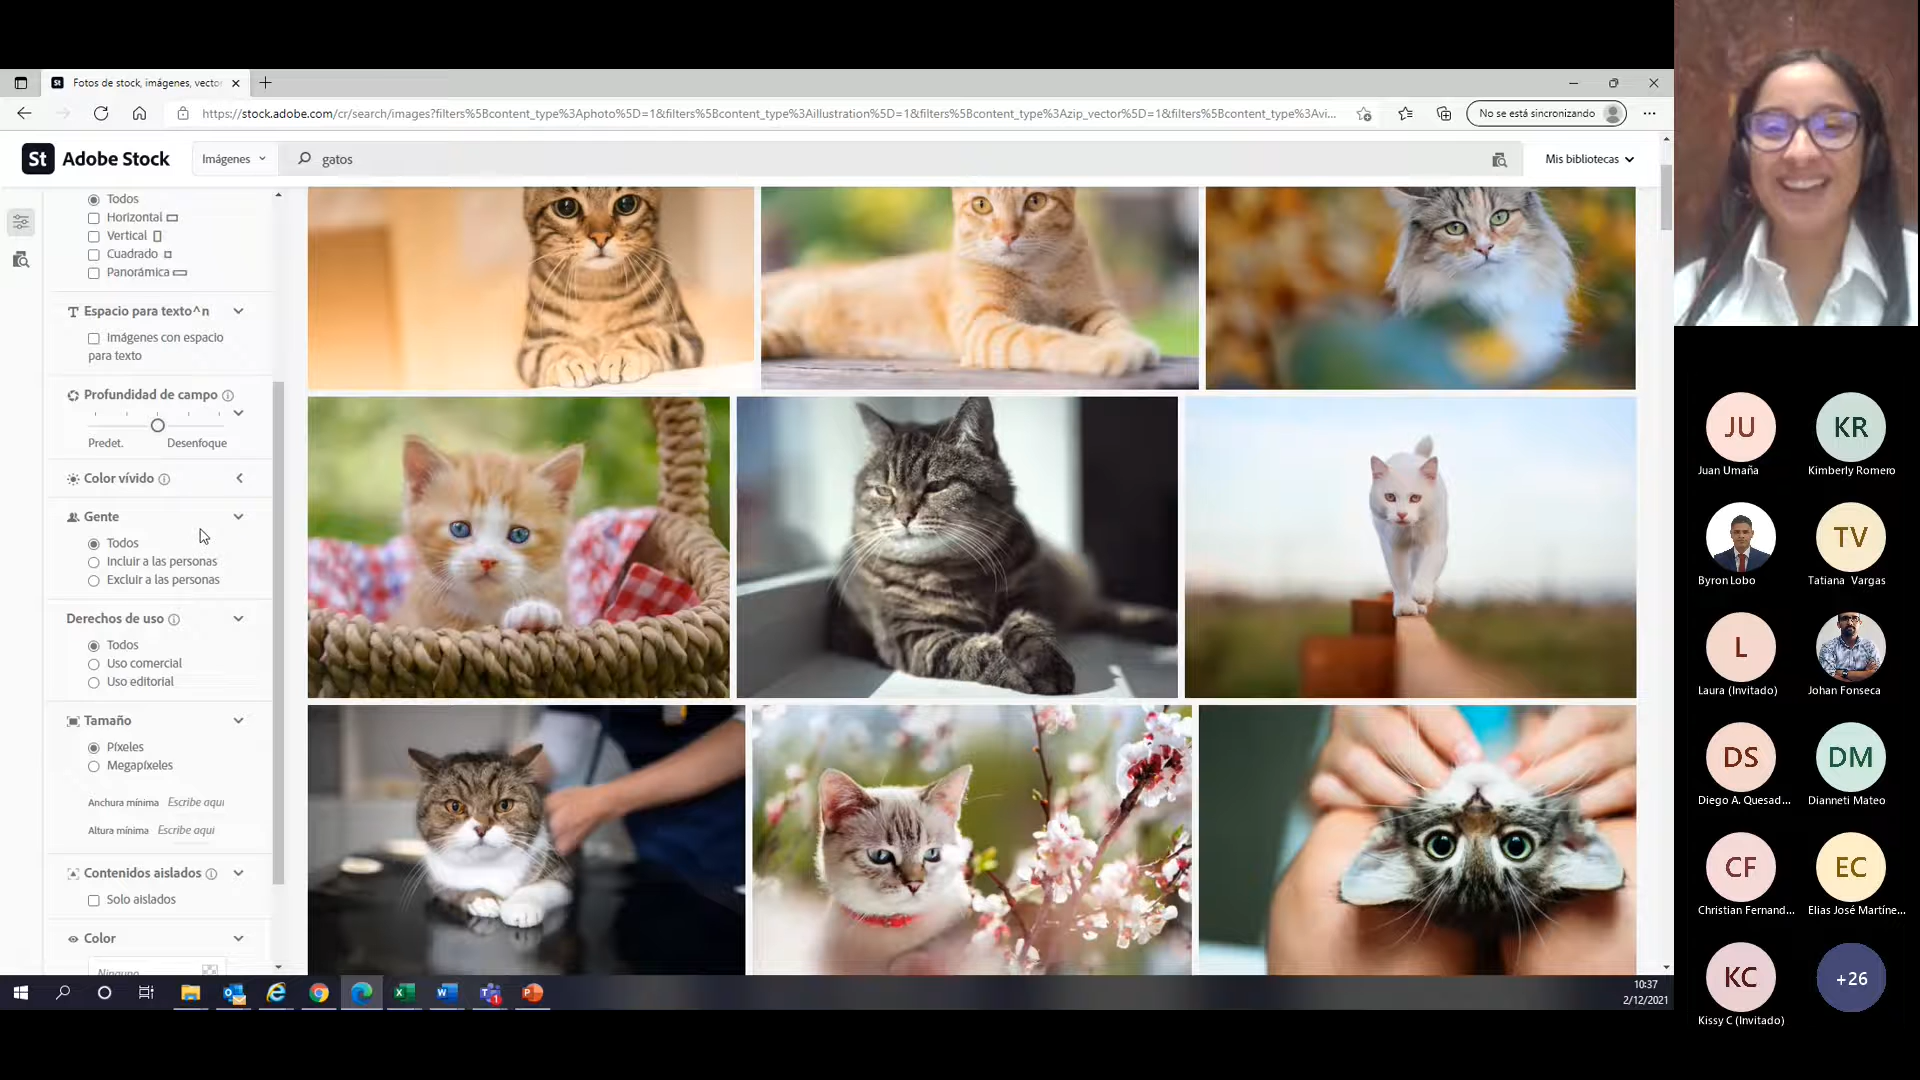 Fotos de stock, imágenes, vector
https://stock.adobe.com/cr/search/images?filters%5Bcontent_type%3Aphoto%5D=1&filters%5Bcontent_type%3Aillustration%5D=1&filters%5Bcontent_type%3Azip_vector%5D=1&filters%5Bcontent_type%3Avi...
No se está sincronizando
St Adobe Stock
Imágenes
gatos
Mis bibliotecas
Todos
Horizontal
Vertical
Cuadrado
Panorámica
Espacio para texto^n
Imágenes con espacio
para texto
Profundidad de campo
Predet. Desenfoque
Color vívido
Gente
Todos
Incluir a las personas
Excluir a las personas
Derechos de uso
Todos
Uso comercial
Uso editorial
Tamaño
Píxeles
Megapíxeles
Anchura mínima Escribe aquí
Altura mínima Escribe aquí
Contenidos aislados
Solo aislados
Color
Ninguno
10:37
2/12/2021
JU KR
Juan Umaña Kimberly Romero
TV
Byron Lobo Tatiana Vargas
L
Laura (Invitado) Johan Fonseca
DS DM
Diego A. Quesad... Dianneti Mateo
CF EC
Christian Fernand... Elias José Martíne...
KC +26
Kissy C (Invitado)